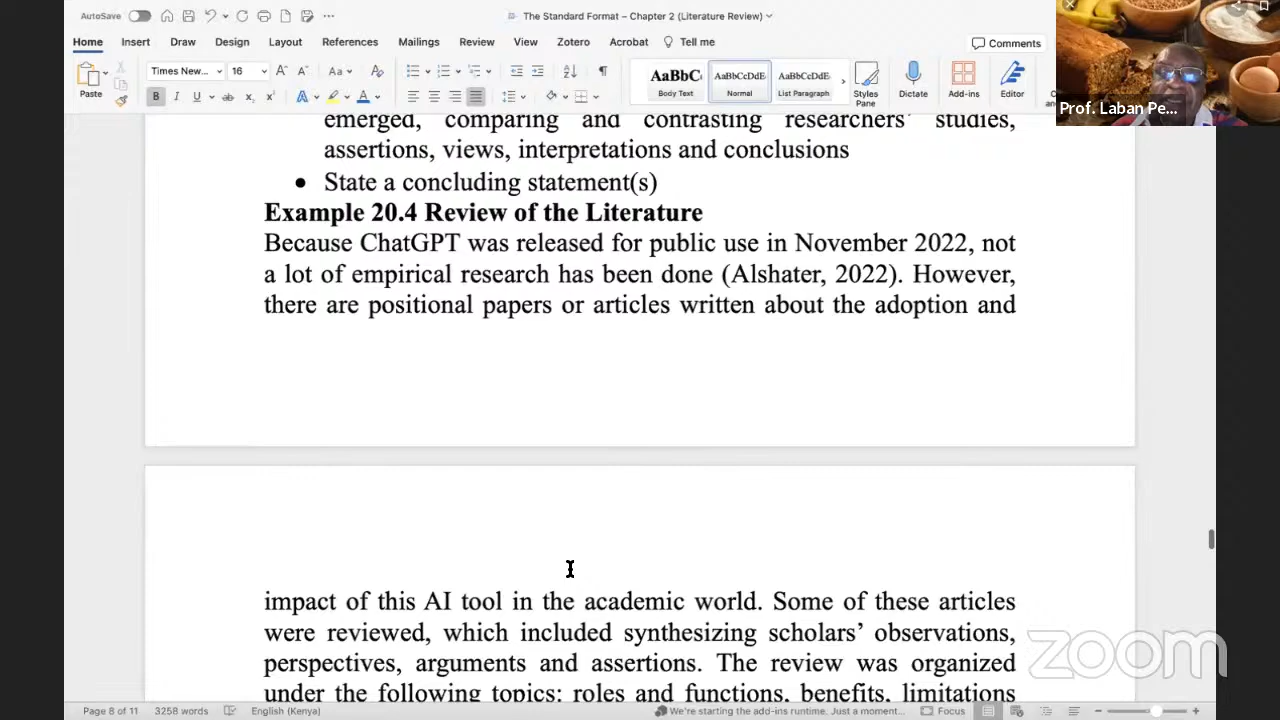 AutoSave
The Standard Format – Chapter 2 (Literature Review)
Home Insert Draw Design Layout References Mailings Review View Zotero Acrobat Tell me
Comments
Paste
Times New... 16
AaBbC AaBbCcDdE AaBbCcDdE
Body Text Normal List Paragraph
Styles Pane
Dictate
Add-ins
Editor
Prof. Laban Pe...
emerged, comparing and contrasting researchers’ studies,
assertions, views, interpretations and conclusions
• State a concluding statement(s)
Example 20.4 Review of the Literature
Because ChatGPT was released for public use in November 2022, not
a lot of empirical research has been done (Alshater, 2022). However,
there are positional papers or articles written about the adoption and
impact of this AI tool in the academic world. Some of these articles
were reviewed, which included synthesizing scholars’ observations,
perspectives, arguments and assertions. The review was organized
under the following topics: roles and functions, benefits, limitations
zoom
Page 8 of 11 3258 words English (Kenya) We're starting the add-ins runtime. Just a moment... Focus